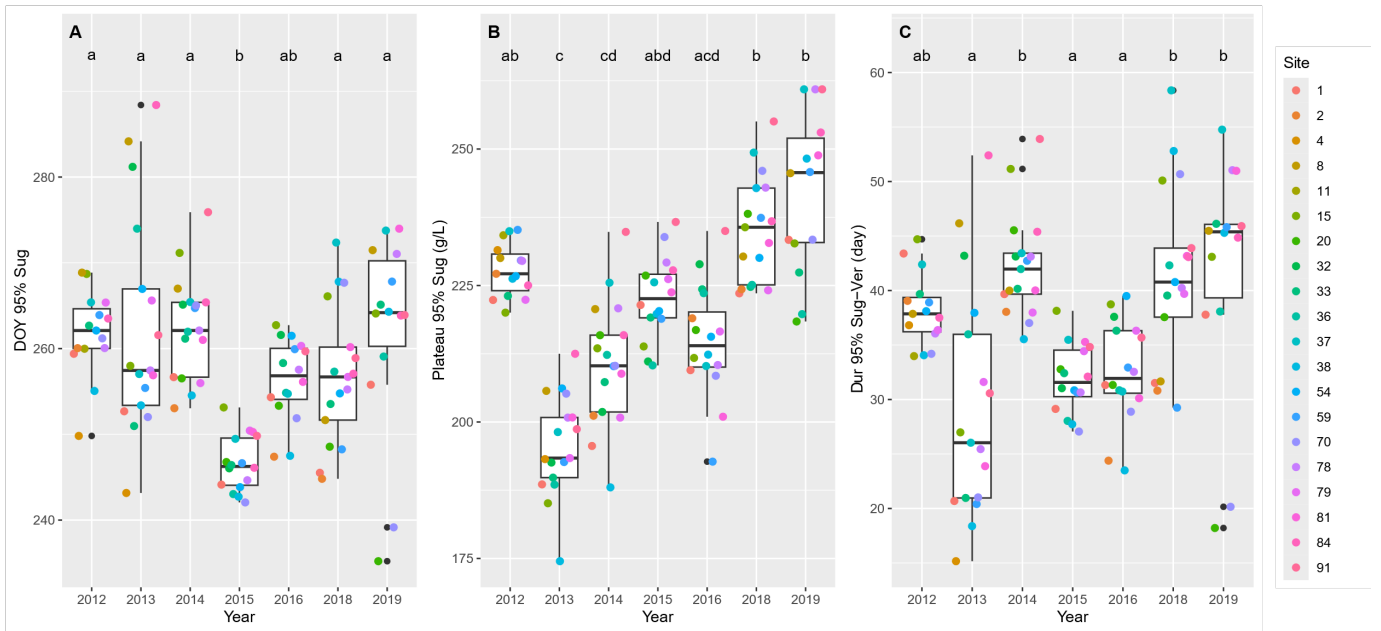 A
a a a b ab a a
DOY 95% Sug
280
260
240
2012 2013 2014 2015 2016 2018 2019
Year
B
ab c cd abd acd b b
Plateau 95% Sug (g/L)
250
225
200
175
2012 2013 2014 2015 2016 2018 2019
Year
C
ab a b a a b b
Dur 95% Sug-Ver (day)
60
50
40
30
20
2012 2013 2014 2015 2016 2018 2019
Year
Site
1
2
4
8
11
15
20
32
33
36
37
38
54
59
70
78
79
81
84
91